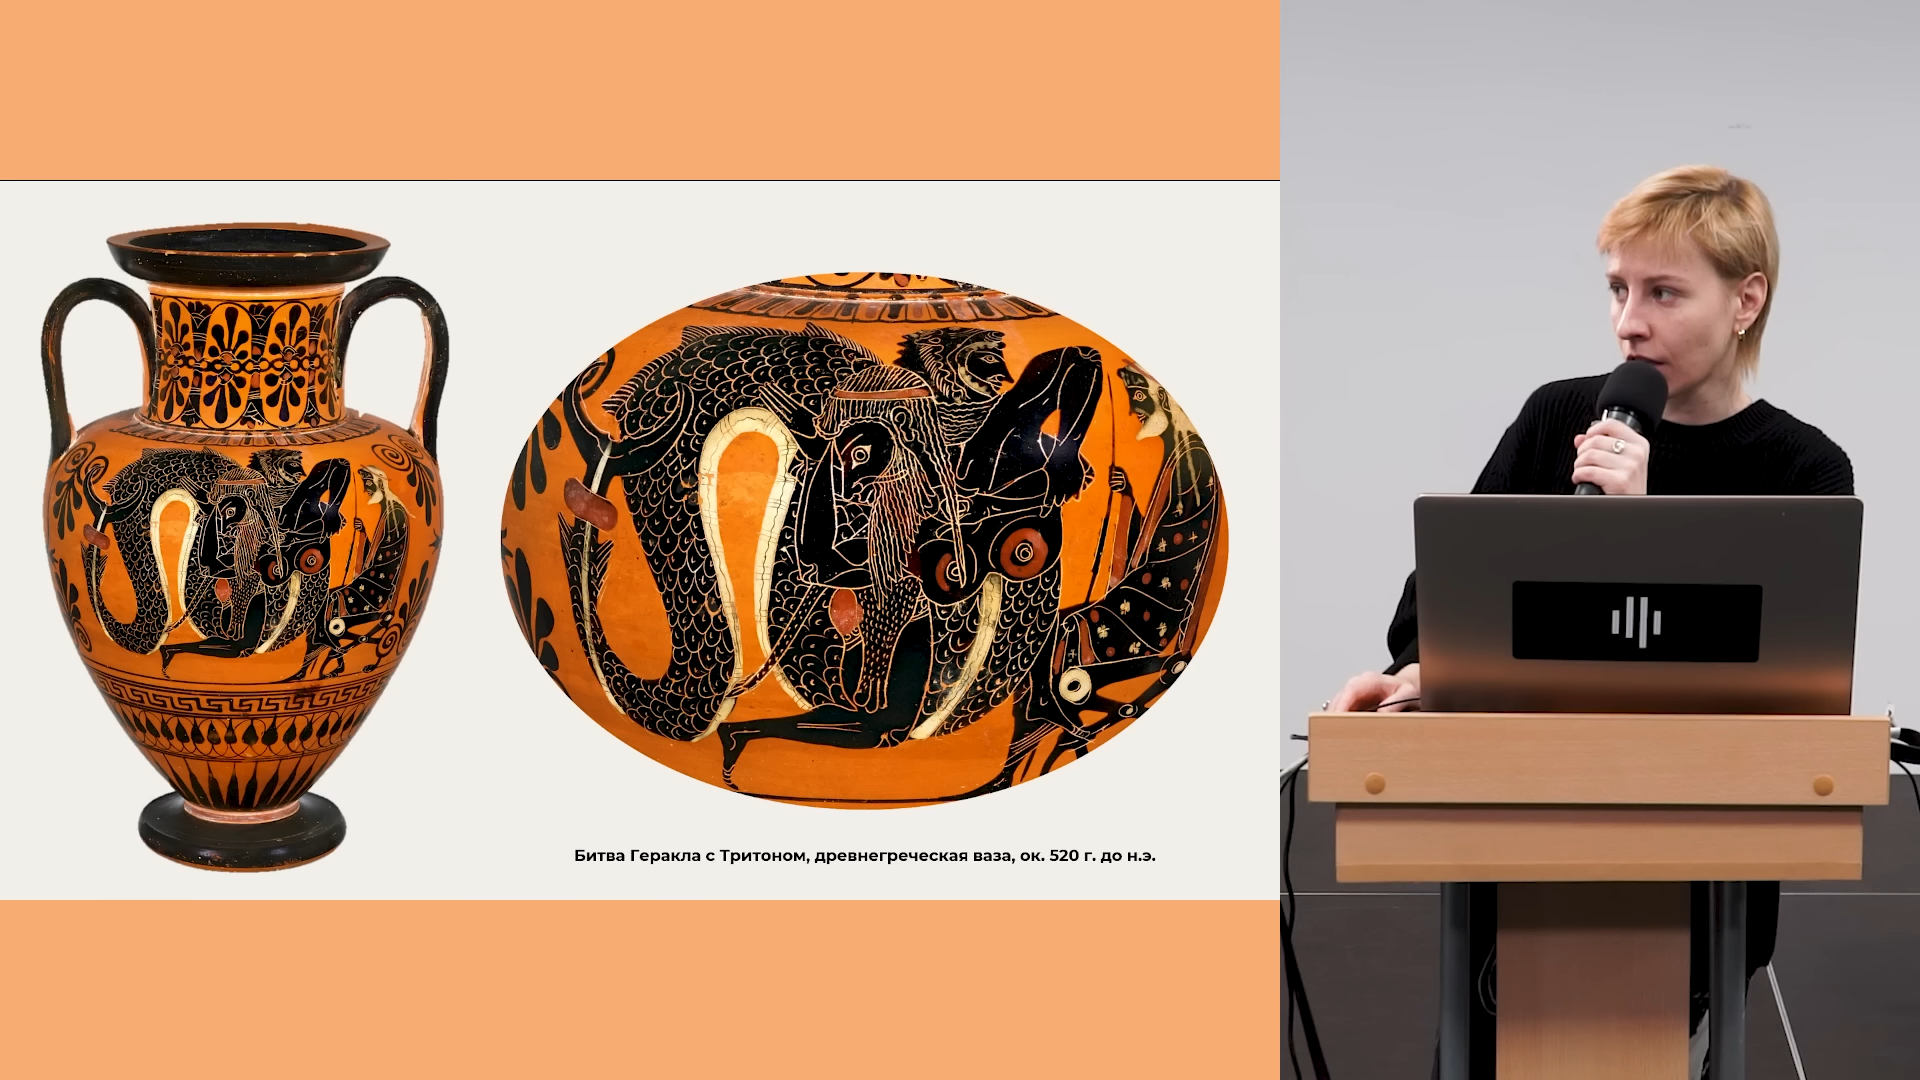 Битва Геракла с Тритоном, древнегреческая ваза, ок. 520 г. до н.э.